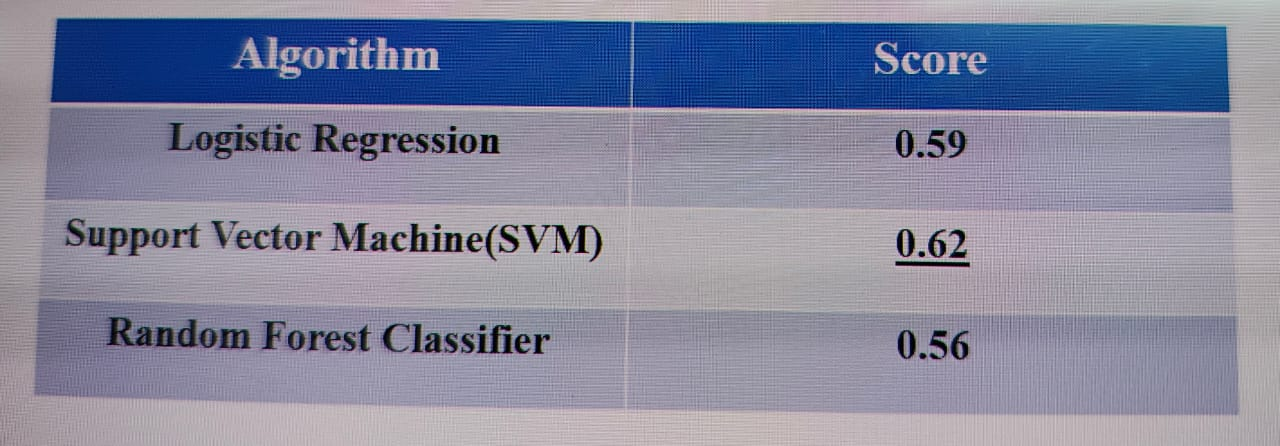 Algorithm Score
Logistic Regression 0.59
Support Vector Machine(SVM) 0.62
Random Forest Classifier 0.56